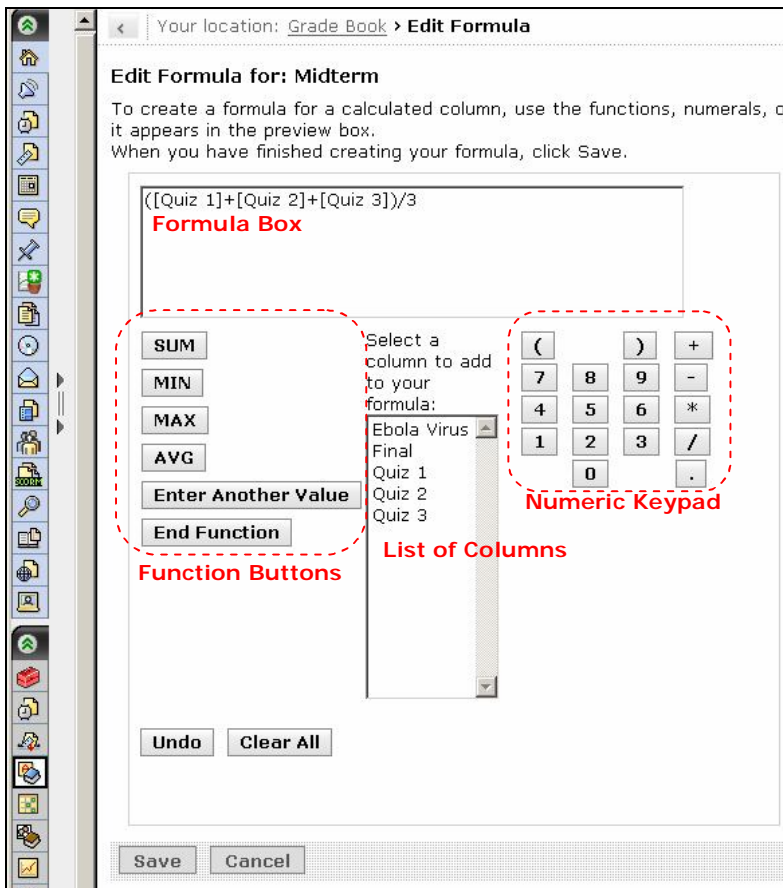 Your location: Grade Book › Edit Formula
Edit Formula for: Midterm
To create a formula for a calculated column, use the functions, numerals,
it appears in the preview box.
When you have finished creating your formula, click Save.
([Quiz 1]+[Quiz 2]+[Quiz 3])/3
Formula Box
SUM
MIN
MAX
AVG
Enter Another Value
End Function
Function Buttons
Select a
column to add
to your
formula:
Ebola Virus
Final
Quiz 1
Quiz 2
Quiz 3
List of Columns
( ) +
7 8 9 -
4 5 6 *
1 2 3 /
0 .
Numeric Keypad
SCORM
Undo Clear All
Save Cancel